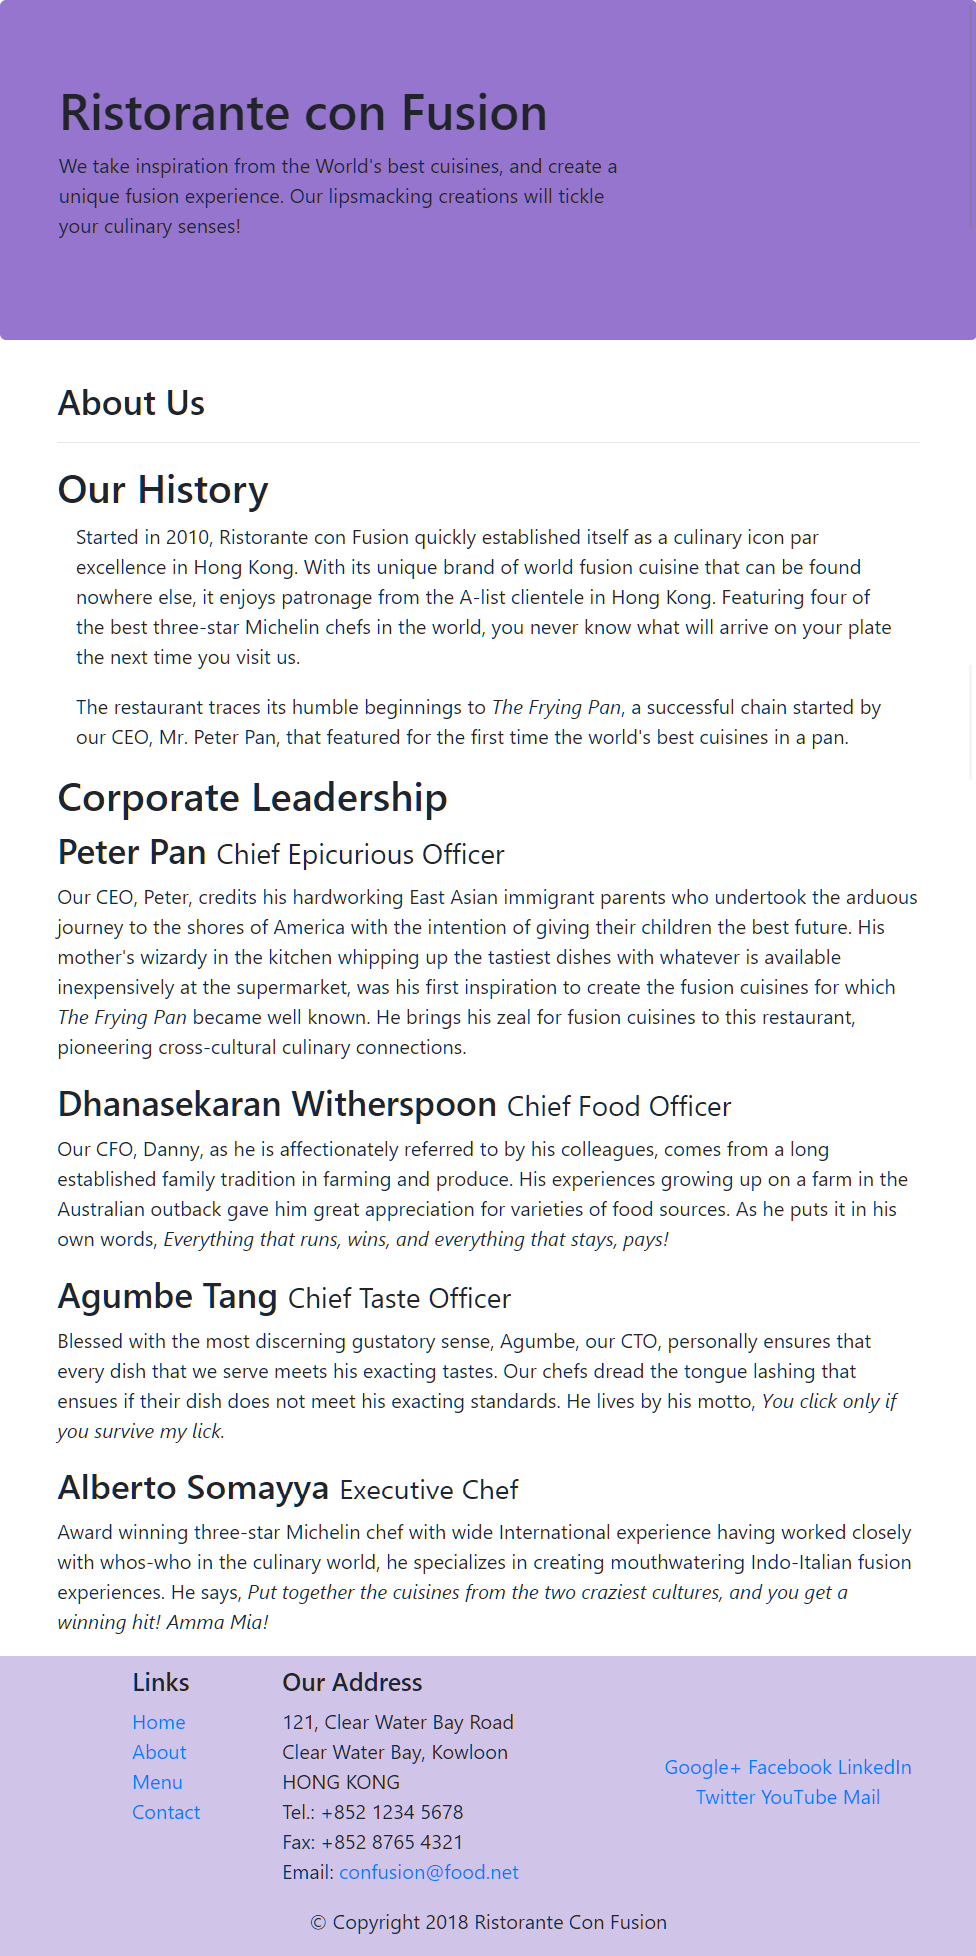 Ristorante con Fusion
We take inspiration from the World's best cuisines, and create a
unique fusion experience. Our lipsmacking creations will tickle
your culinary senses!
About Us
Our History
Started in 2010, Ristorante con Fusion quickly established itself as a culinary icon par
excellence in Hong Kong. With its unique brand of world fusion cuisine that can be found
nowhere else, it enjoys patronage from the A-list clientele in Hong Kong. Featuring four of
the best three-star Michelin chefs in the world, you never know what will arrive on your plate
the next time you visit us.
The restaurant traces its humble beginnings to The Frying Pan, a successful chain started by
our CEO, Mr. Peter Pan, that featured for the first time the world's best cuisines in a pan.
Corporate Leadership
Peter Pan Chief Epicurious Officer
Our CEO, Peter, credits his hardworking East Asian immigrant parents who undertook the arduous
journey to the shores of America with the intention of giving their children the best future. His
mother's wizardy in the kitchen whipping up the tastiest dishes with whatever is available
inexpensively at the supermarket, was his first inspiration to create the fusion cuisines for which
The Frying Pan became well known. He brings his zeal for fusion cuisines to this restaurant,
pioneering cross-cultural culinary connections.
Dhanasekaran Witherspoon Chief Food Officer
Our CFO, Danny, as he is affectionately referred to by his colleagues, comes from a long
established family tradition in farming and produce. His experiences growing up on a farm in the
Australian outback gave him great appreciation for varieties of food sources. As he puts it in his
own words, Everything that runs, wins, and everything that stays, pays!
Agumbe Tang Chief Taste Officer
Blessed with the most discerning gustatory sense, Agumbe, our CTO, personally ensures that
every dish that we serve meets his exacting tastes. Our chefs dread the tongue lashing that
ensues if their dish does not meet his exacting standards. He lives by his motto, You click only if
you survive my lick.
Alberto Somayya Executive Chef
Award winning three-star Michelin chef with wide International experience having worked closely
with whos-who in the culinary world, he specializes in creating mouthwatering Indo-Italian fusion
experiences. He says, Put together the cuisines from the two craziest cultures, and you get a
winning hit! Amma Mia!
Links
Home
About
Menu
Contact
Our Address
121, Clear Water Bay Road
Clear Water Bay, Kowloon
HONG KONG
Tel.: +852 1234 5678
Fax: +852 8765 4321
Email: confusion@food.net
Google+ Facebook LinkedIn
Twitter YouTube Mail
© Copyright 2018 Ristorante Con Fusion